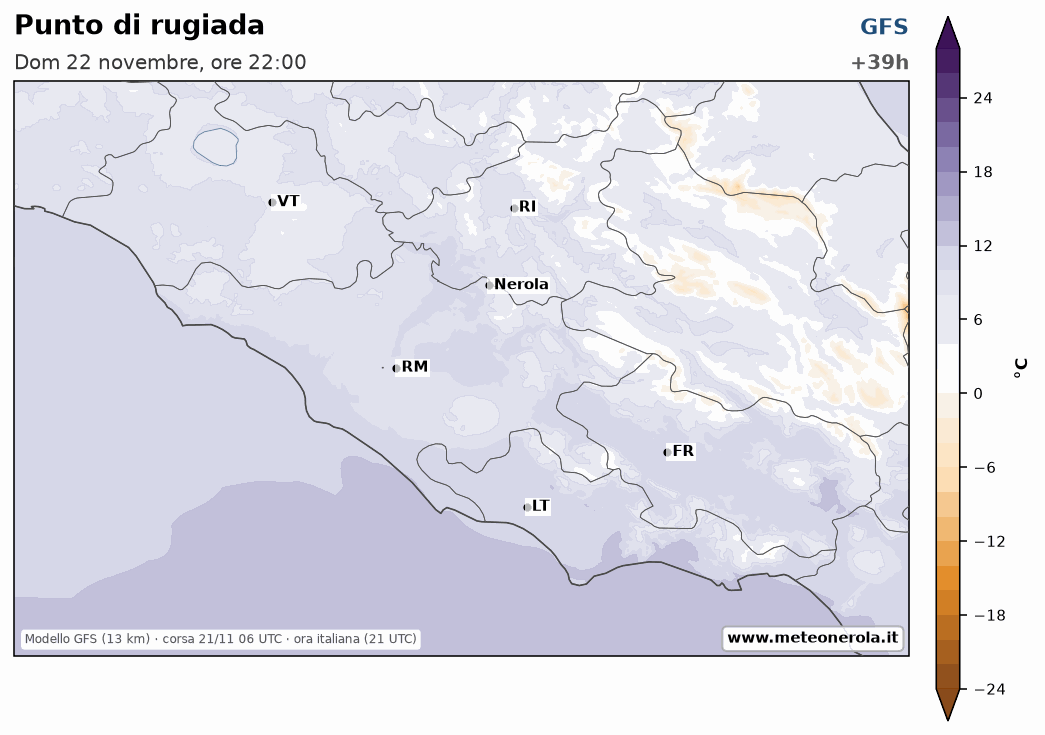 Punto di rugiada
GFS
Dom 22 novembre, ore 22:00
+39h
24
18
12
6
0
−6
−12
−18
−24
°C
VT
RI
Nerola
RM
FR
LT
Modello GFS (13 km) · corsa 21/11 06 UTC · ora italiana (21 UTC)
www.meteonerola.it